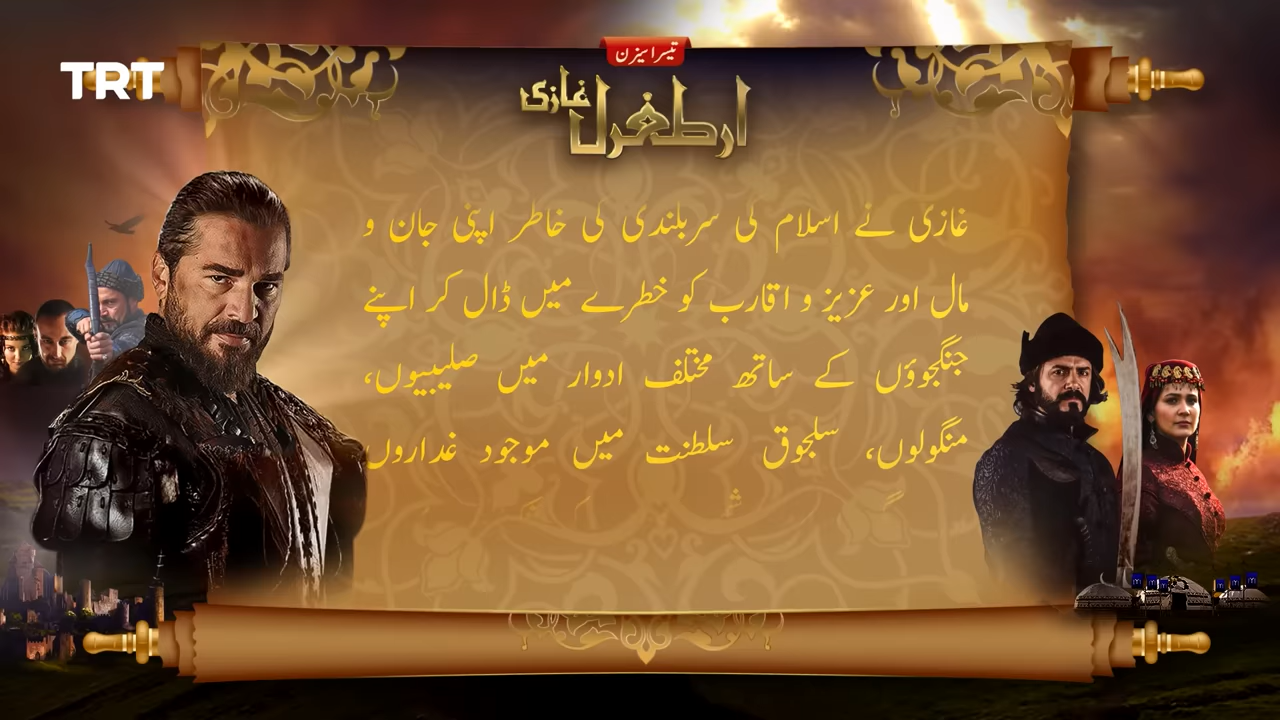 TRT
تیسرا سیزن
ارطغرل غازی
غازی نے اسلام کی سربلندی کی خاطر اپنی جان و
مال اور عزیز و اقارب کو خطرے میں ڈال کر اپنے
جنگجوؤں کے ساتھ مختلف ادوار میں صلیبیوں،
منگولوں، سلجوق سلطنت میں موجود غداروں